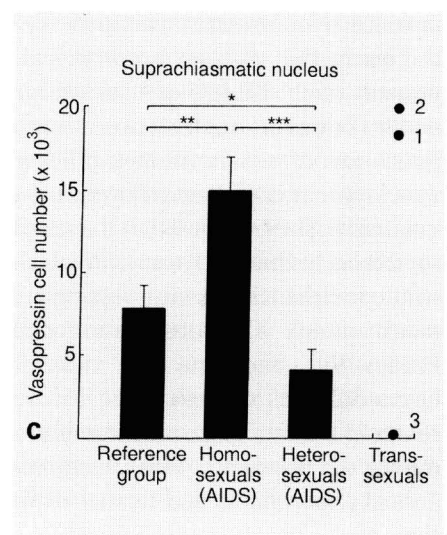 Suprachiasmatic nucleus
Vasopressin cell number (x 10³)
20
15
10
5
*
**
***
2
1
3
C
Reference Homo- Hetero- Trans-
group sexuals sexuals sexuals
(AIDS) (AIDS)